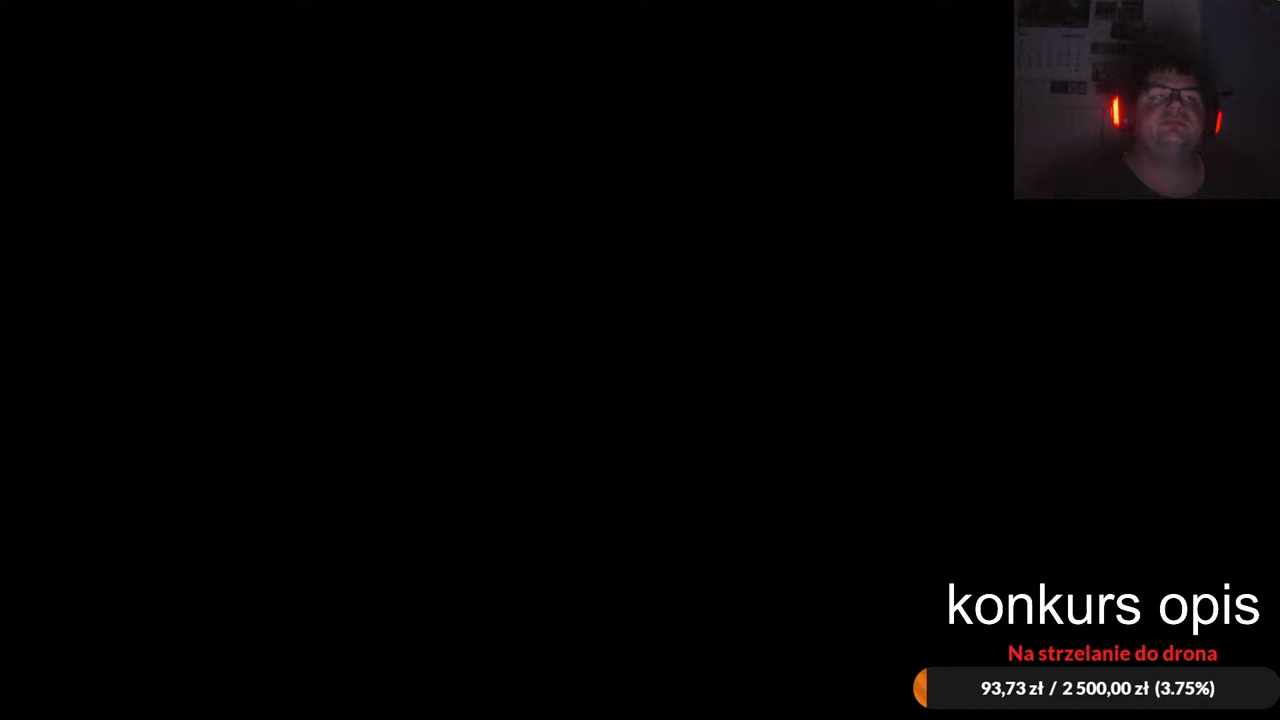 konkurs opis
Na strzelanie do drona
93,73 zł / 2 500,00 zł (3.75%)